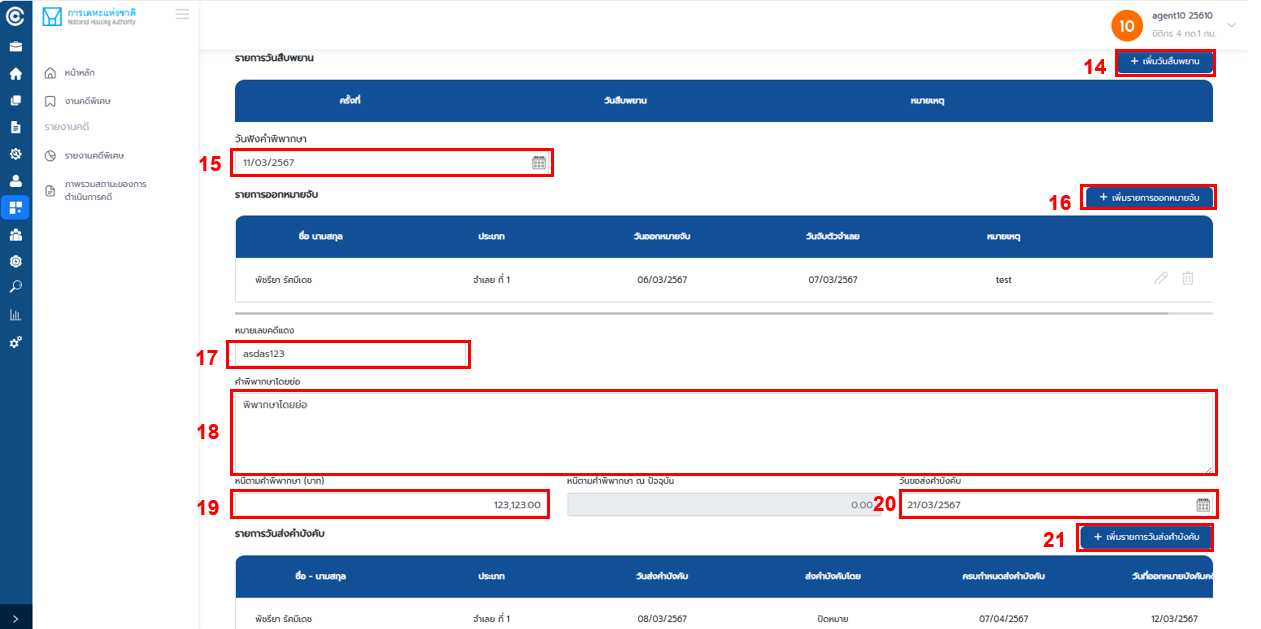 การเคหะแห่งชาติ
National Housing Authority
10
agent10 25610
นิติกร 4 กด.1 กม.
หน้าหลัก
งานคดีพิเศษ
รายงานคดี
รายงานคดีพิเศษ
ภาพรวมสถานะของการ
ดำเนินการคดี
รายการวันสืบพยาน
14
+ เพิ่มวันสืบพยาน
ครั้งที่ วันสืบพยาน หมายเหตุ
วันฟังคำพิพากษา
15
11/03/2567
รายการออกหมายจับ
16
+ เพิ่มรายการออกหมายจับ
ชื่อ นามสกุล ประเภท วันออกหมายจับ วันจับตัวจำเลย หมายเหตุ
พัชรียา รัศมีเดช จำเลย ที่ 1 06/03/2567 07/03/2567 test
หมายเลขคดีแดง
17
asdas123
คำพิพากษาโดยย่อ
18
พิพากษาโดยย่อ
หนี้ตามคำพิพากษา (บาท) หนี้ตามคำพิพากษา ณ ปัจจุบัน วันขอส่งคำบังคับ
19 123,123.00 0.00 20 21/03/2567
รายการวันส่งคำบังคับ
21
+ เพิ่มรายการวันส่งคำบังคับ
ชื่อ - นามสกุล ประเภท วันส่งคำบังคับ ส่งคำบังคับโดย ครบกำหนดส่งคำบังคับ วันที่ออกหมายบังคับคดี
พัชรียา รัศมีเดช จำเลย ที่ 1 08/03/2567 ปิดหมาย 07/04/2567 12/03/2567